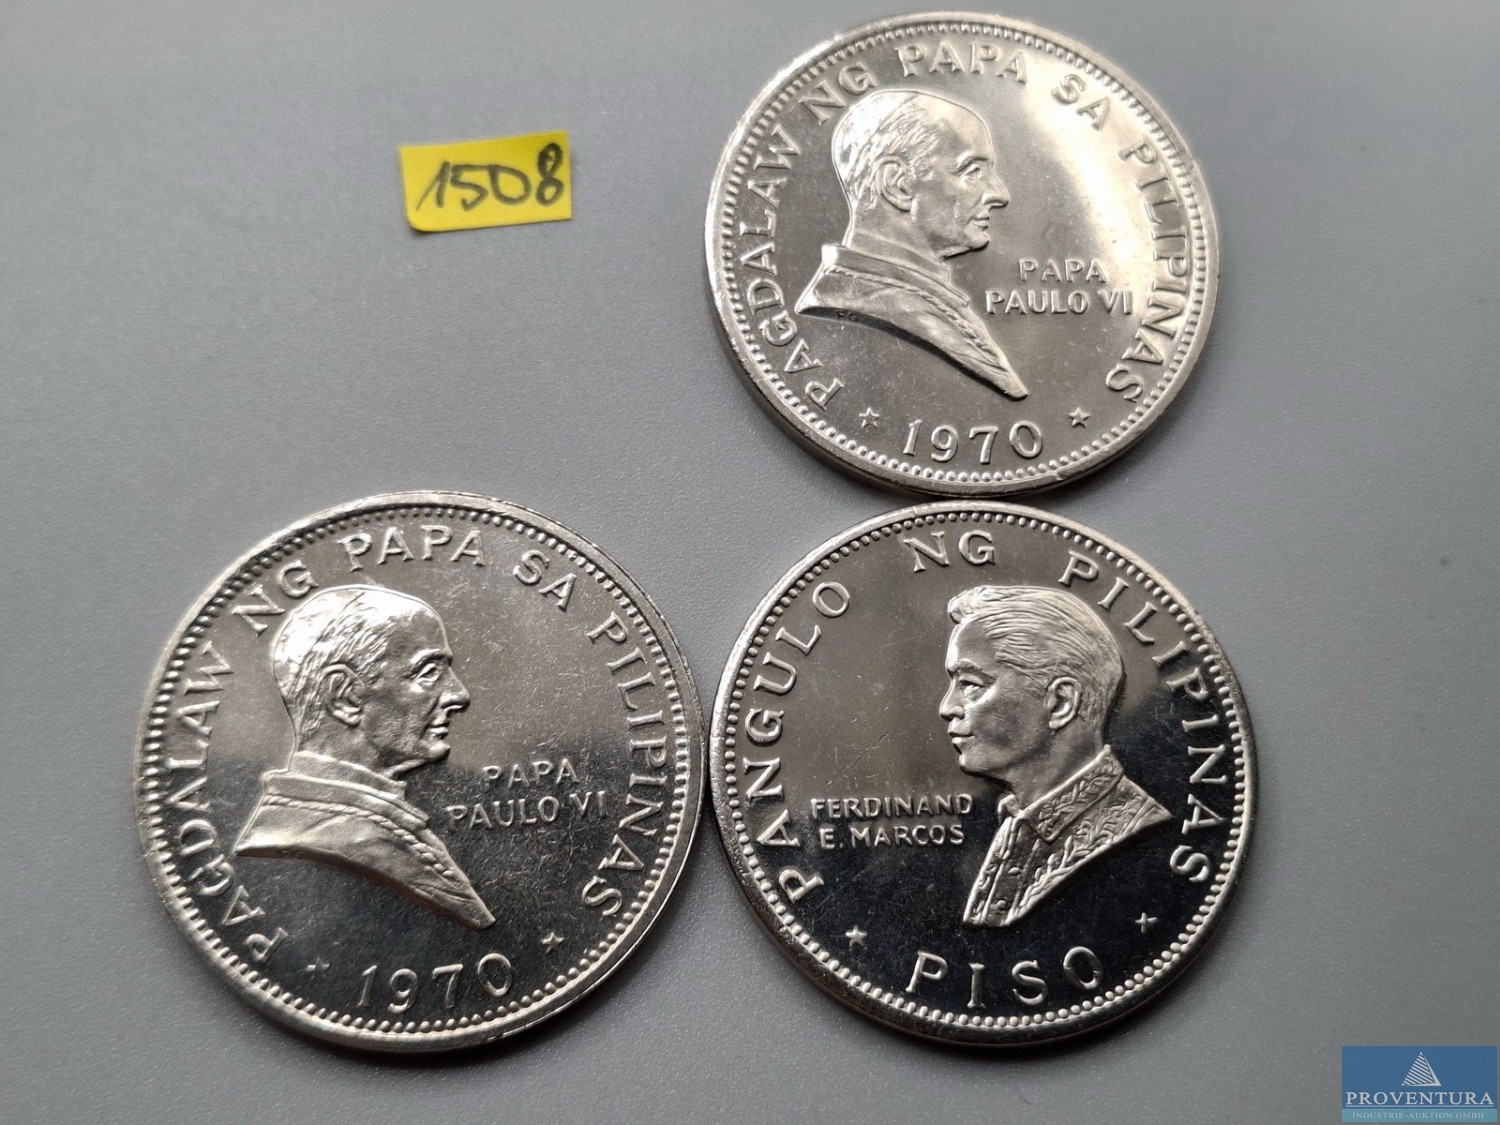 1508
PAGDALAW NG PAPA SA PILIPINAS
PAPA
PAULO VI
1970
PAGDALAW NG PAPA SA PILIPINAS
PAPA
PAULO VI
1970
PANGULO NG PILIPINAS
FERDINAND
E. MARCOS
PISO
PROVENTURA
INDUSTRIE-AUKTION GMBH